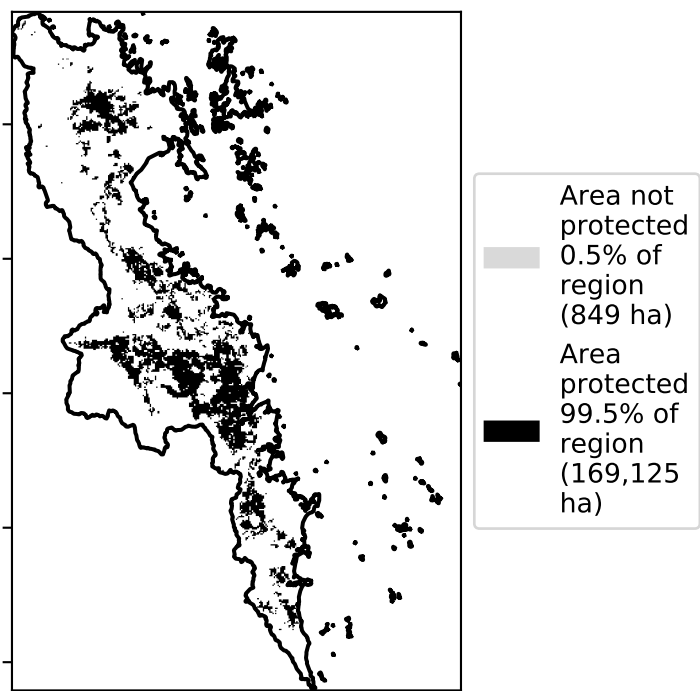 Area not
protected
0.5% of
region
(849 ha)
Area
protected
99.5% of
region
(169,125
ha)